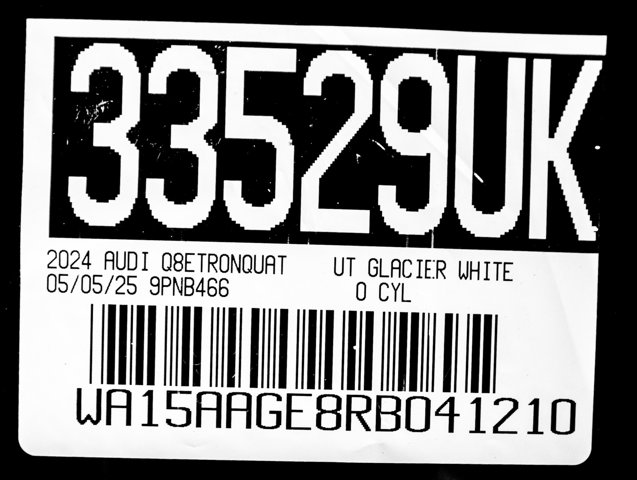 33529UK
2024 AUDI Q8ETRONQUAT UT GLACIER WHITE
05/05/25 9PNB466 0 CYL
WA15AAGE8RB041210